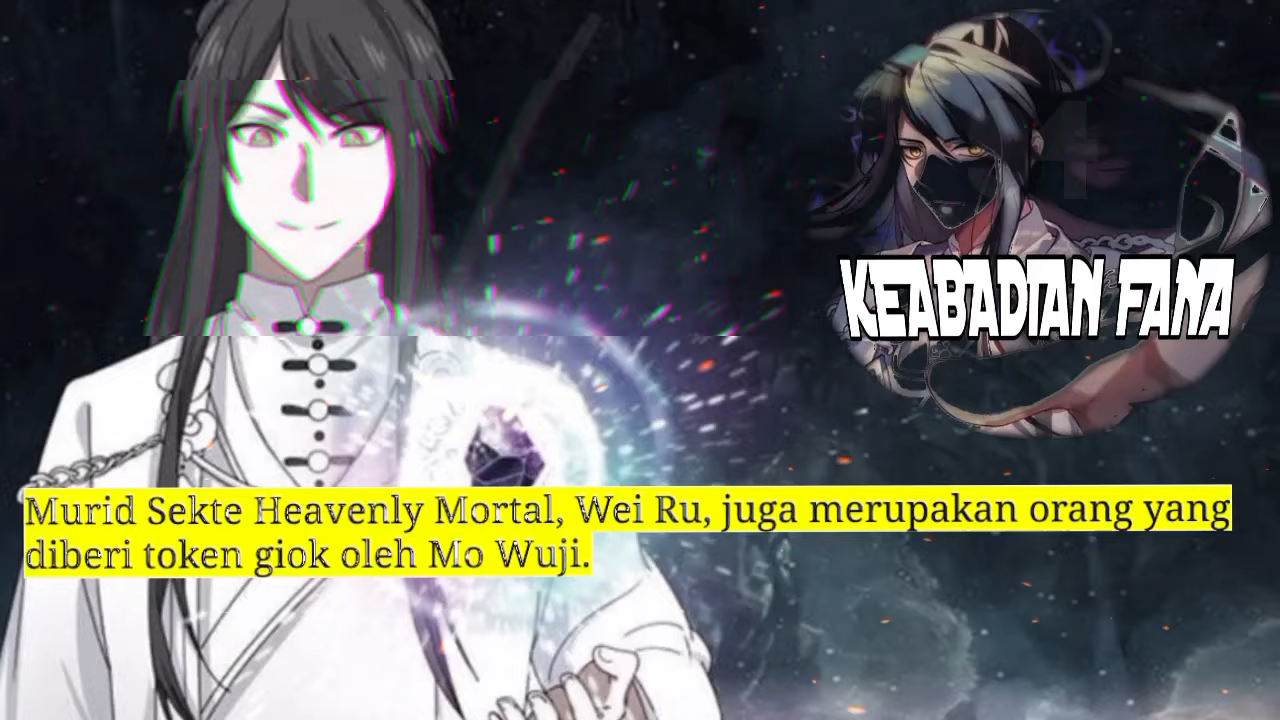 KEABADIAN FANA
Murid Sekte Heavenly Mortal, Wei Ru, juga merupakan orang yang
diberi token giok oleh Mo Wuji.